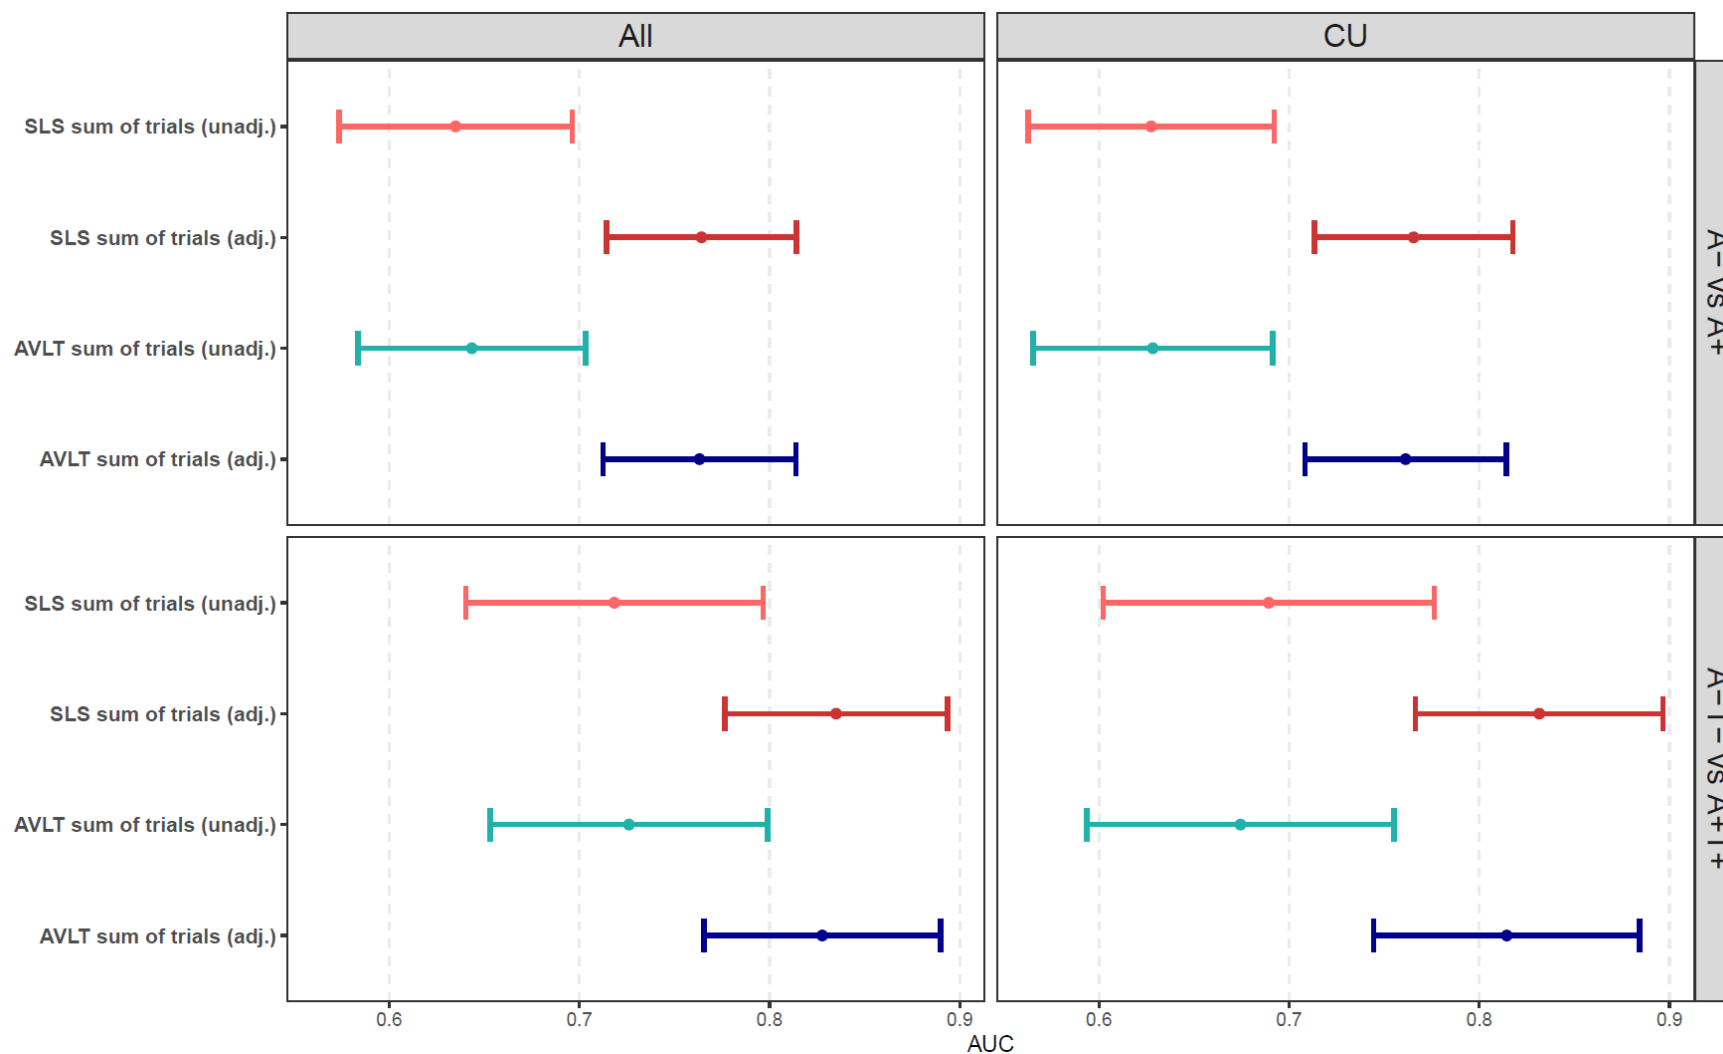 All
CU
SLS sum of trials (unadj.)
SLS sum of trials (adj.)
AVLT sum of trials (unadj.)
AVLT sum of trials (adj.)
A− vs A+
SLS sum of trials (unadj.)
SLS sum of trials (adj.)
AVLT sum of trials (unadj.)
AVLT sum of trials (adj.)
A−T− vs A+T+
0.6 0.7 0.8 0.9
0.6 0.7 0.8 0.9
AUC